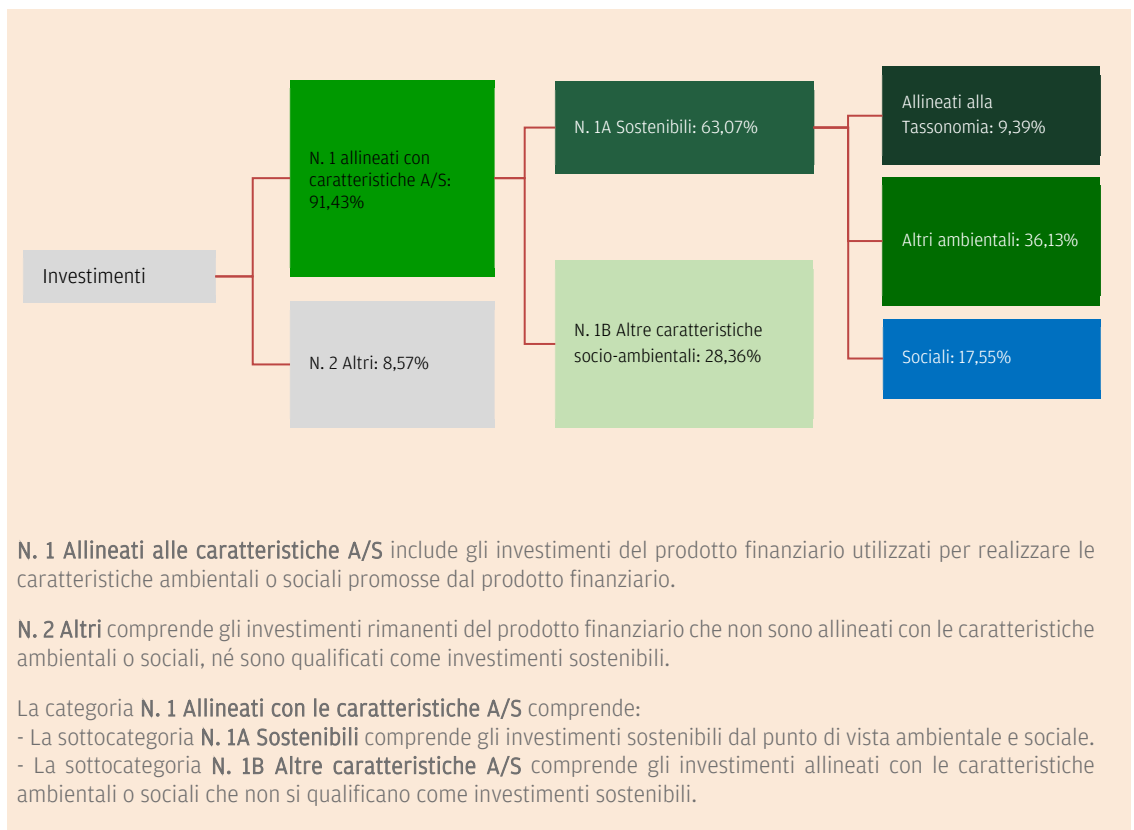 Investimenti
N. 1 allineati con
caratteristiche A/S:
91,43%
N. 2 Altri: 8,57%
N. 1A Sostenibili: 63,07%
N. 1B Altre caratteristiche
socio-ambientali: 28,36%
Allineati alla
Tassonomia: 9,39%
Altri ambientali: 36,13%
Sociali: 17,55%
N. 1 Allineati alle caratteristiche A/S include gli investimenti del prodotto finanziario utilizzati per realizzare le
caratteristiche ambientali o sociali promosse dal prodotto finanziario.
N. 2 Altri comprende gli investimenti rimanenti del prodotto finanziario che non sono allineati con le caratteristiche
ambientali o sociali, né sono qualificati come investimenti sostenibili.
La categoria N. 1 Allineati con le caratteristiche A/S comprende:
- La sottocategoria N. 1A Sostenibili comprende gli investimenti sostenibili dal punto di vista ambientale e sociale.
- La sottocategoria N. 1B Altre caratteristiche A/S comprende gli investimenti allineati con le caratteristiche
ambientali o sociali che non si qualificano come investimenti sostenibili.